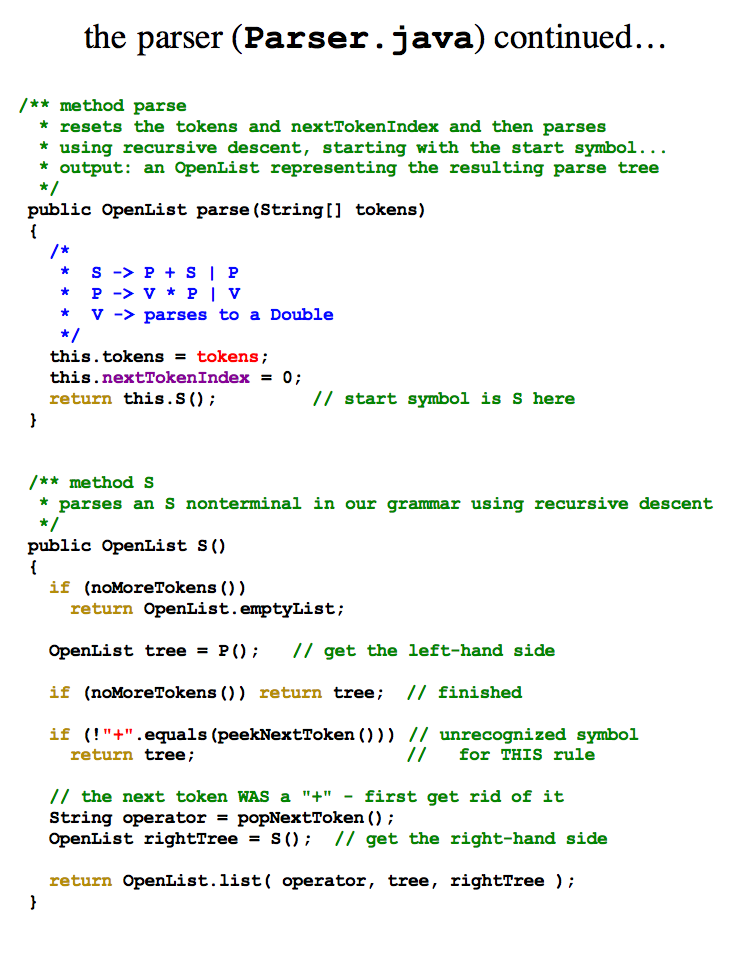 the parser (Parser.java) continued…
/** method parse
  * resets the tokens and nextTokenIndex and then parses
  * using recursive descent, starting with the start symbol...
  * output: an OpenList representing the resulting parse tree
  */
public OpenList parse(String[] tokens)
{
  /*
   *  S -> P + S | P
   *  P -> V * P | V
   *  V -> parses to a Double
   */
  this.tokens = tokens;
  this.nextTokenIndex = 0;
  return this.S();          // start symbol is S here
}
/** method S
 * parses an S nonterminal in our grammar using recursive descent
 */
public OpenList S()
{
  if (noMoreTokens())
    return OpenList.emptyList;
  OpenList tree = P();   // get the left-hand side
  if (noMoreTokens()) return tree;  // finished
  if (!"+".equals(peekNextToken())) // unrecognized symbol
    return tree;                    //   for THIS rule
  // the next token WAS a "+" - first get rid of it
  String operator = popNextToken();
  OpenList rightTree = S();  // get the right-hand side
  return OpenList.list( operator, tree, rightTree );
}